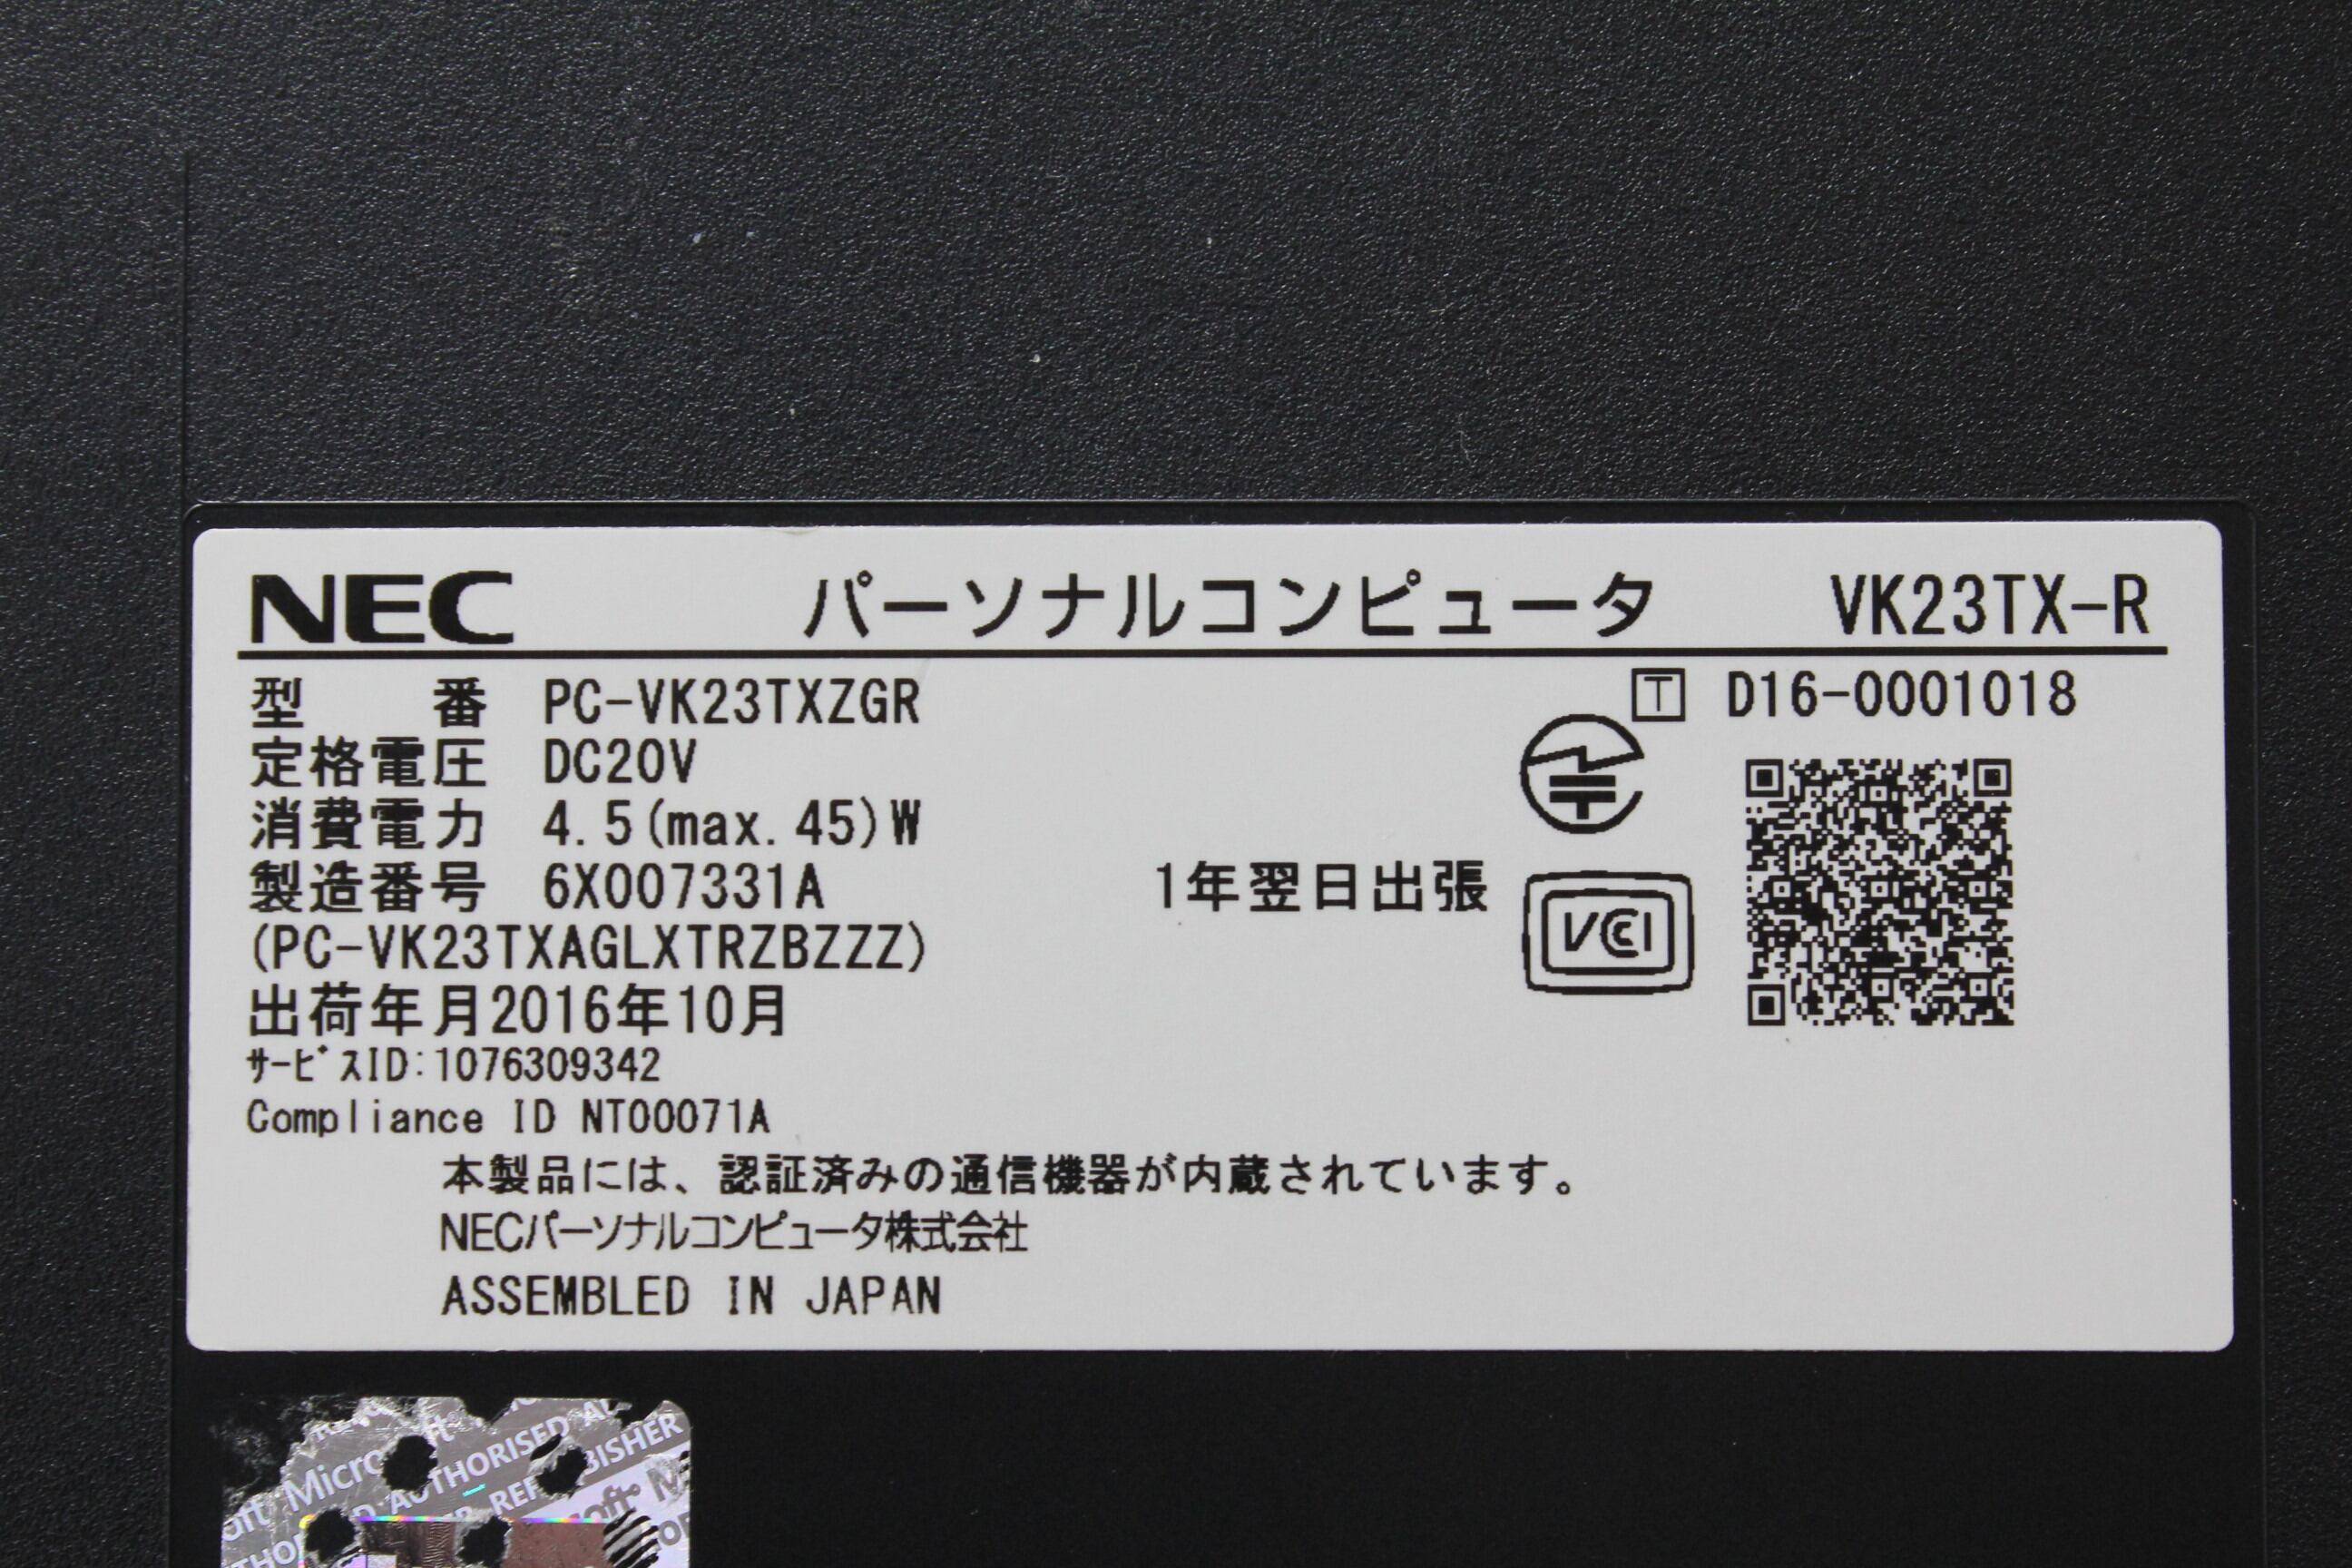 NEC パーソナルコンピュータ VK23TX-R
型 番 PC-VK23TXZGR
T D16-0001018
定格電圧 DC20V
消費電力 4.5(max.45)W
製造番号 6X007331A
1年翌日出張
VCCI
(PC-VK23TXAGLXTRZBZZZ)
出荷年月2016年10月
ｻｰﾋﾞｽID:1076309342
Compliance ID NT00071A
本製品には、認証済みの通信機器が内蔵されています。
NECパーソナルコンピュータ株式会社
ASSEMBLED IN JAPAN
AUTHORISED